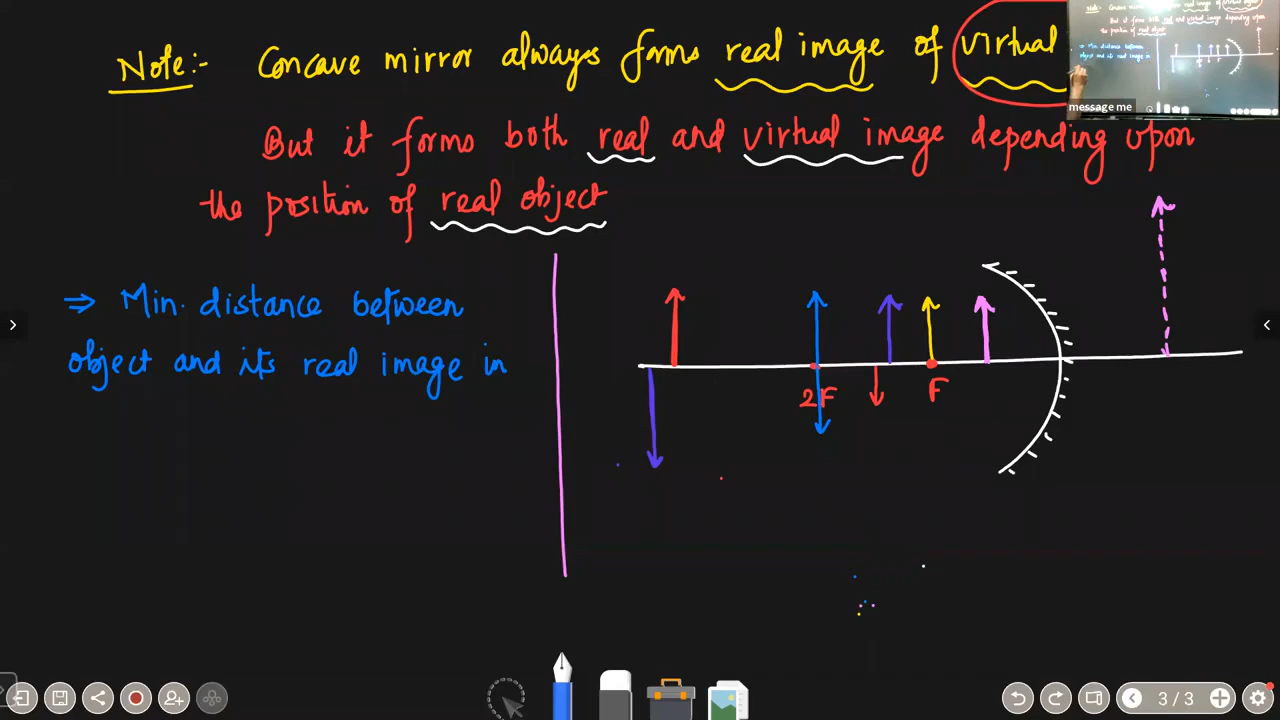 Note:- Concave mirror always forms real image of virtual
message me
But it forms both real and virtual image depending upon
the position of real object
⇒ Min. distance between
object and its real image in
2F
F
3 / 3